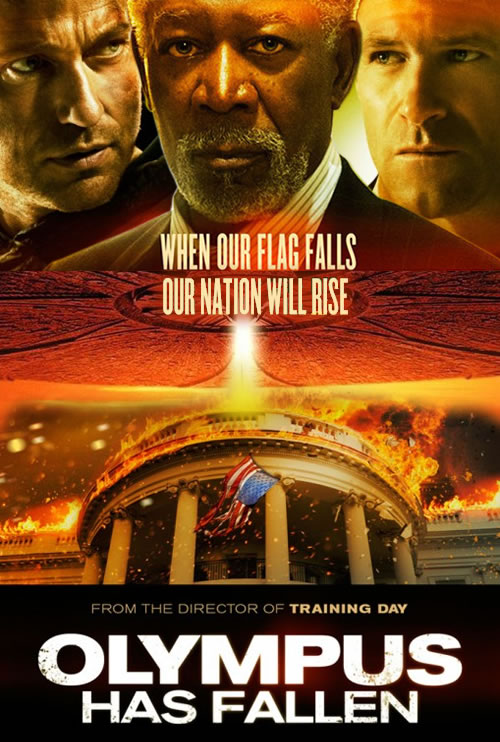 WHEN OUR FLAG FALLS
OUR NATION WILL RISE
FROM THE DIRECTOR OF TRAINING DAY
OLYMPUS
HAS FALLEN